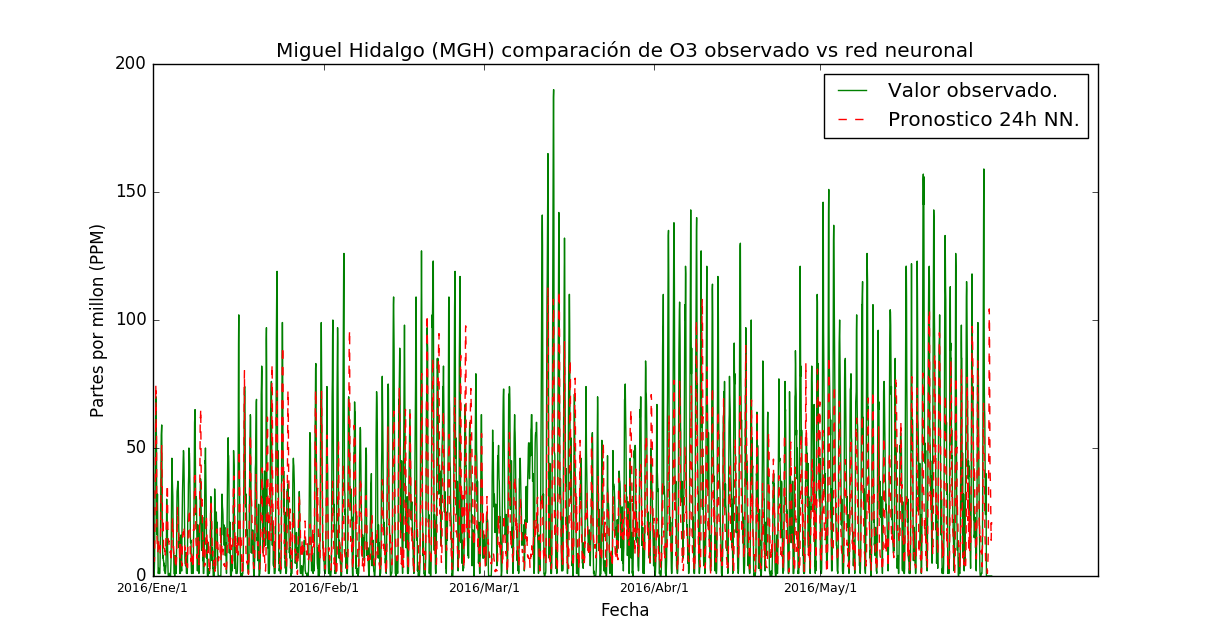 Miguel Hidalgo (MGH) comparación de O3 observado vs red neuronal
200
Valor observado.
Pronostico 24h NN.
150
Partes por millon (PPM)
100
50
0
2016/Ene/1
2016/Feb/1
2016/Mar/1
2016/Abr/1
2016/May/1
Fecha